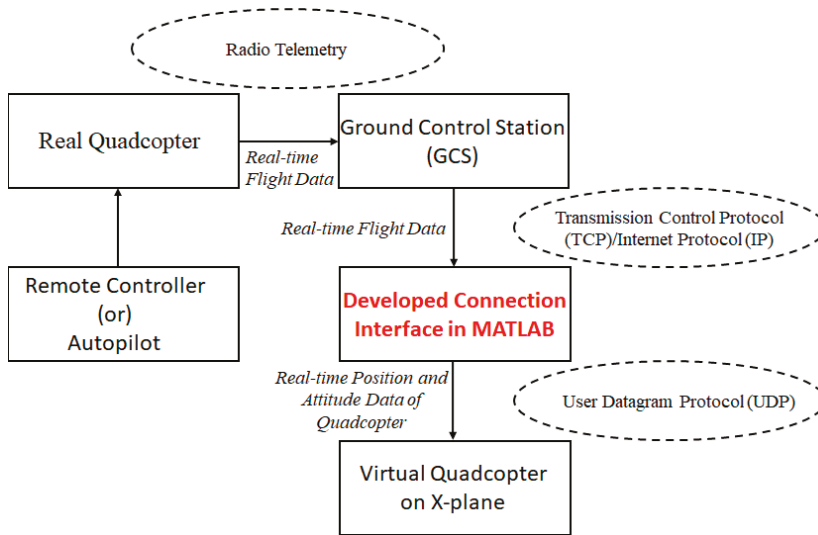 Radio Telemetry
Real Quadcopter
Real-time
Flight Data
Ground Control Station
(GCS)
Real-time Flight Data
Transmission Control Protocol
(TCP)/Internet Protocol (IP)
Remote Controller
(or)
Autopilot
Developed Connection
Interface in MATLAB
Real-time Position and
Attitude Data of
Quadcopter
User Datagram Protocol (UDP)
Virtual Quadcopter
on X-plane